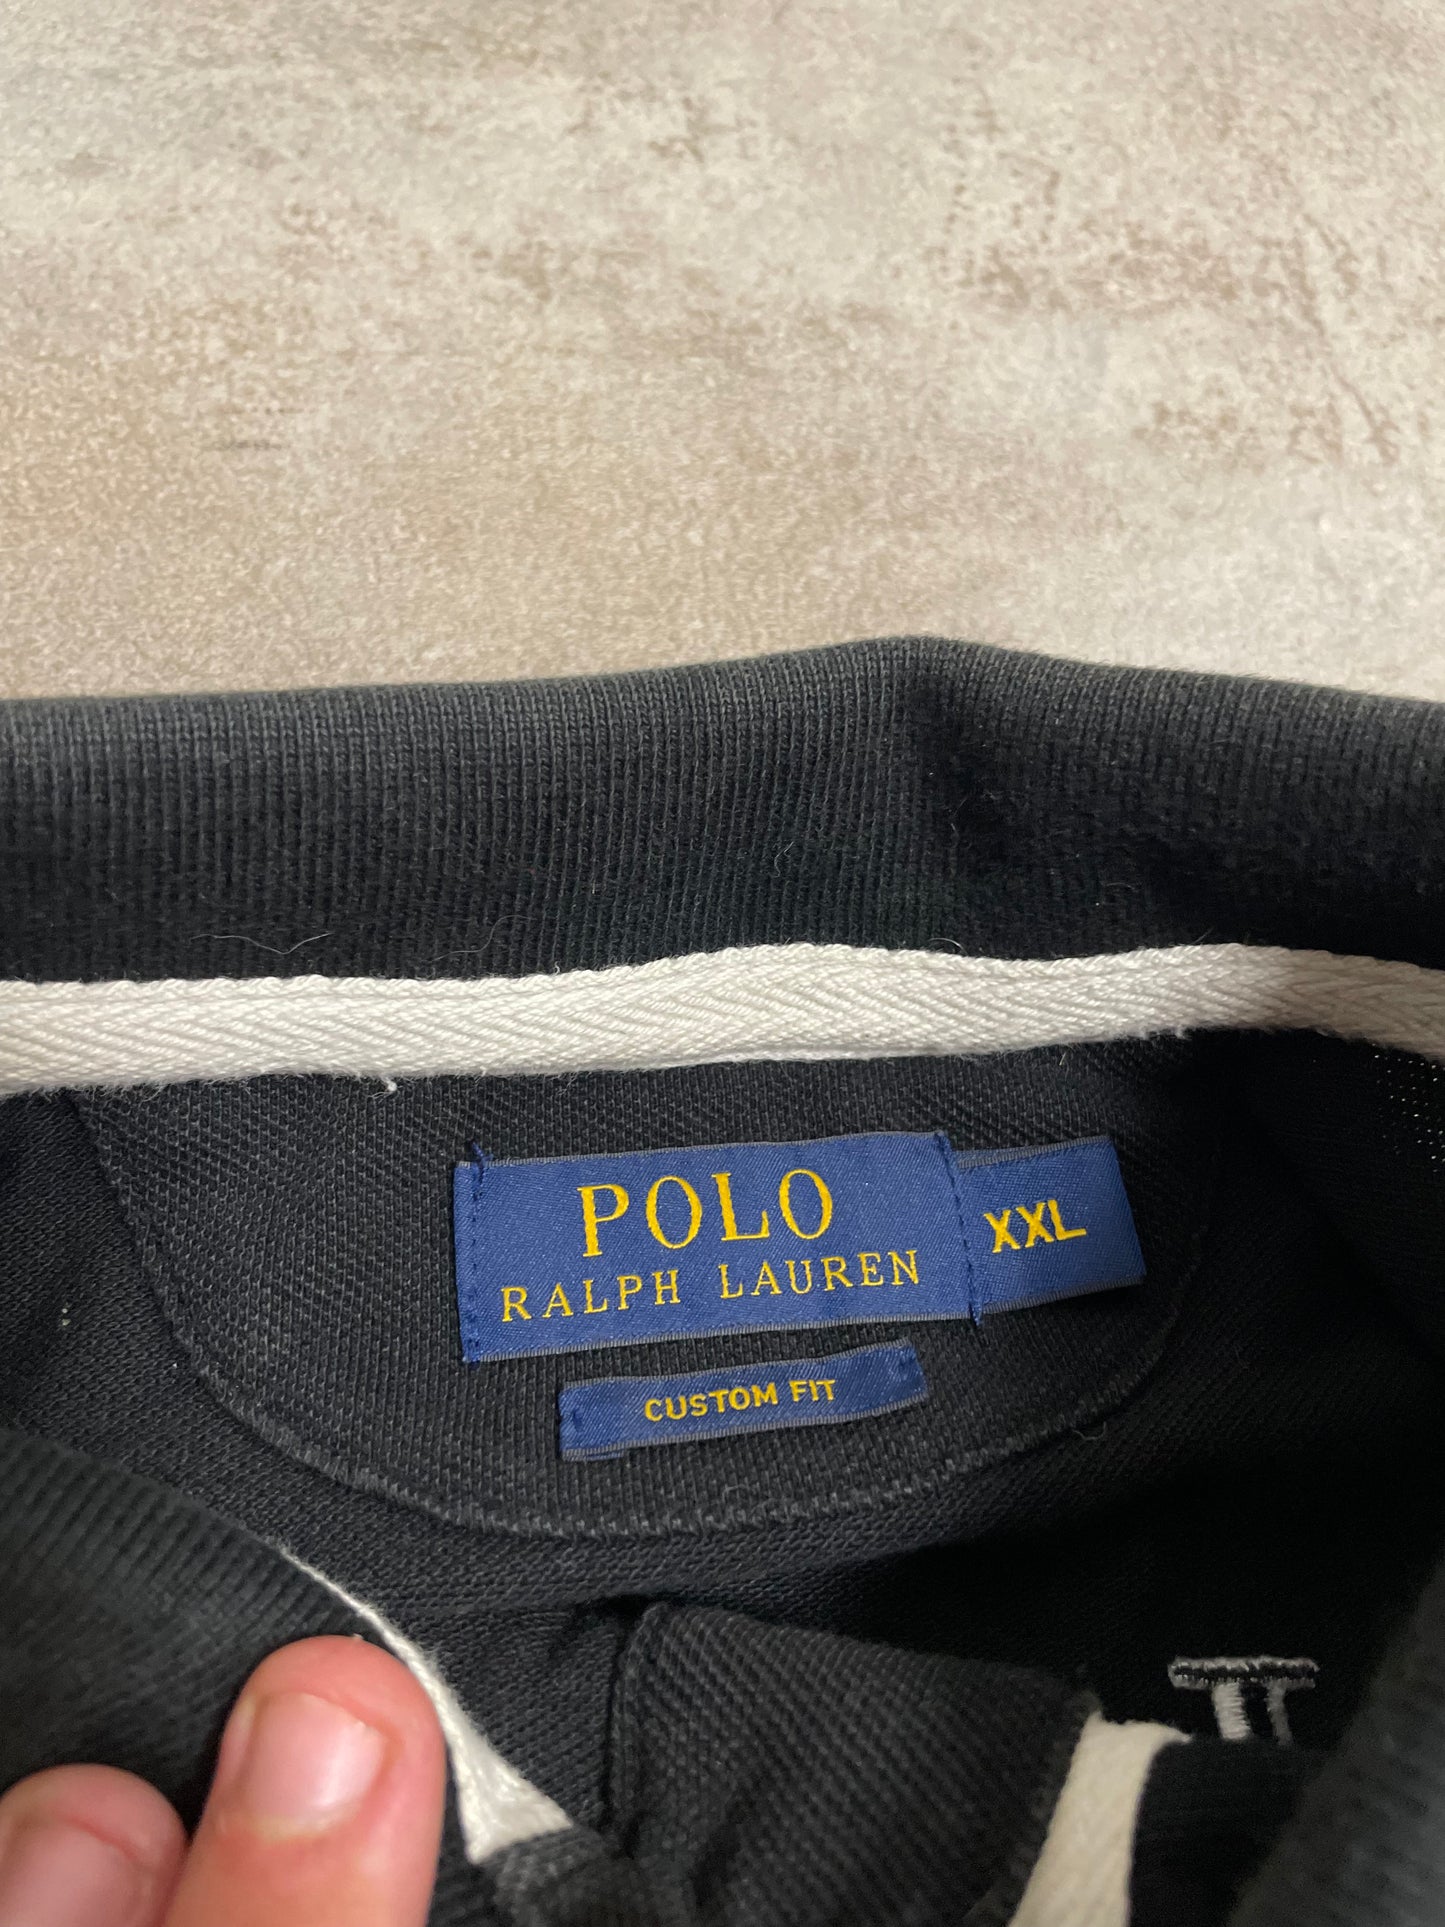 POLO
RALPH LAUREN
XXL
CUSTOM FIT